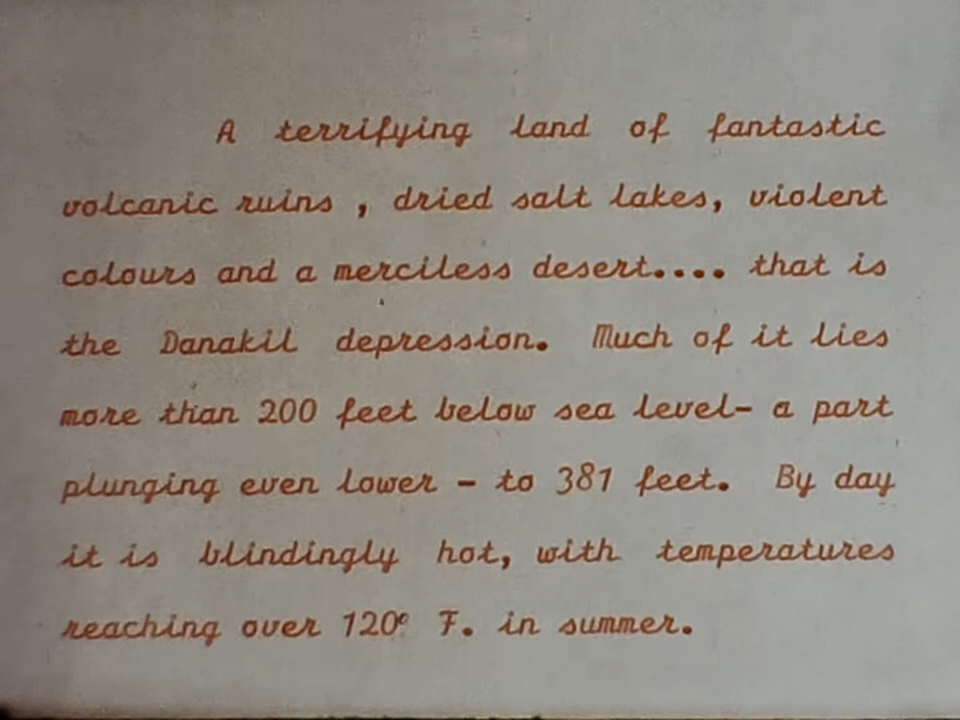 A terrifying land of fantastic
volcanic ruins , dried salt lakes, violent
colours and a merciless desert.... that is
the Danakil depression. Much of it lies
more than 200 feet below sea level- a part
plunging even lower - to 381 feet. By day
it is blindingly hot, with temperatures
reaching over 120° F. in summer.